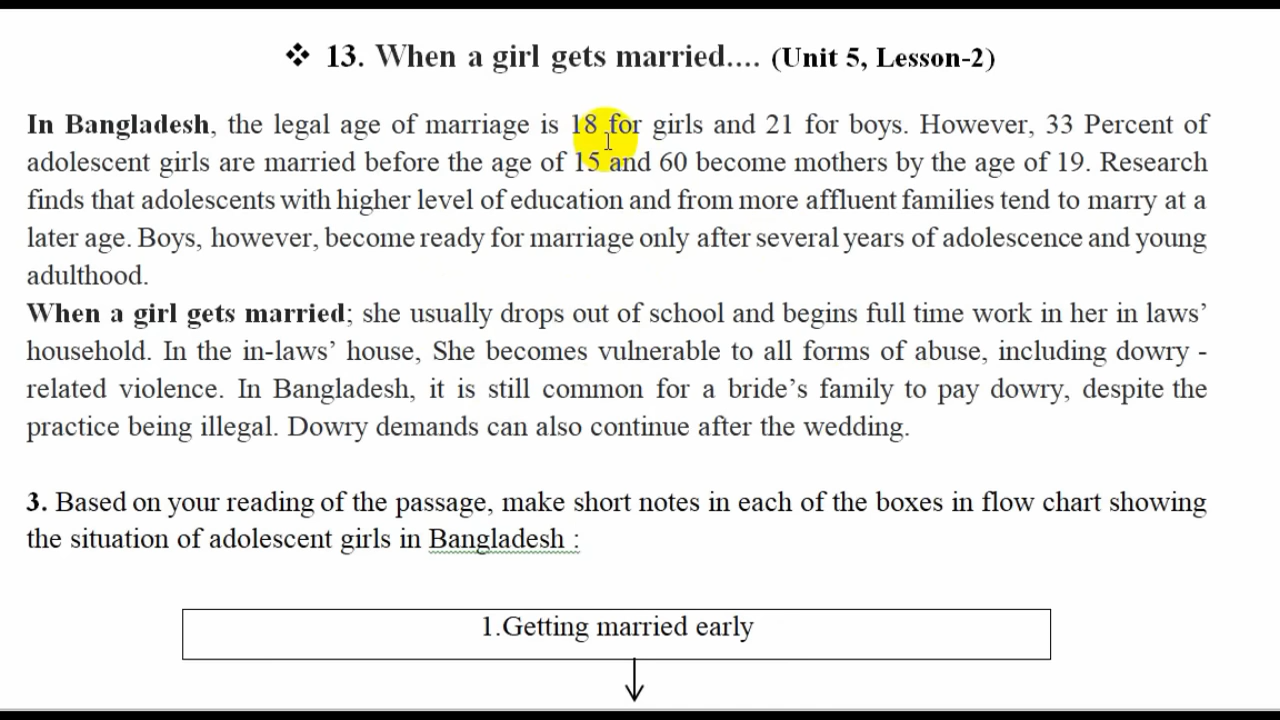 ❖ 13. When a girl gets married.... (Unit 5, Lesson-2)
In Bangladesh, the legal age of marriage is 18 for girls and 21 for boys. However, 33 Percent of
adolescent girls are married before the age of 15 and 60 become mothers by the age of 19. Research
finds that adolescents with higher level of education and from more affluent families tend to marry at a
later age. Boys, however, become ready for marriage only after several years of adolescence and young
adulthood.
When a girl gets married; she usually drops out of school and begins full time work in her in laws’
household. In the in-laws’ house, She becomes vulnerable to all forms of abuse, including dowry -
related violence. In Bangladesh, it is still common for a bride’s family to pay dowry, despite the
practice being illegal. Dowry demands can also continue after the wedding.
3. Based on your reading of the passage, make short notes in each of the boxes in flow chart showing
the situation of adolescent girls in Bangladesh :
1.Getting married early